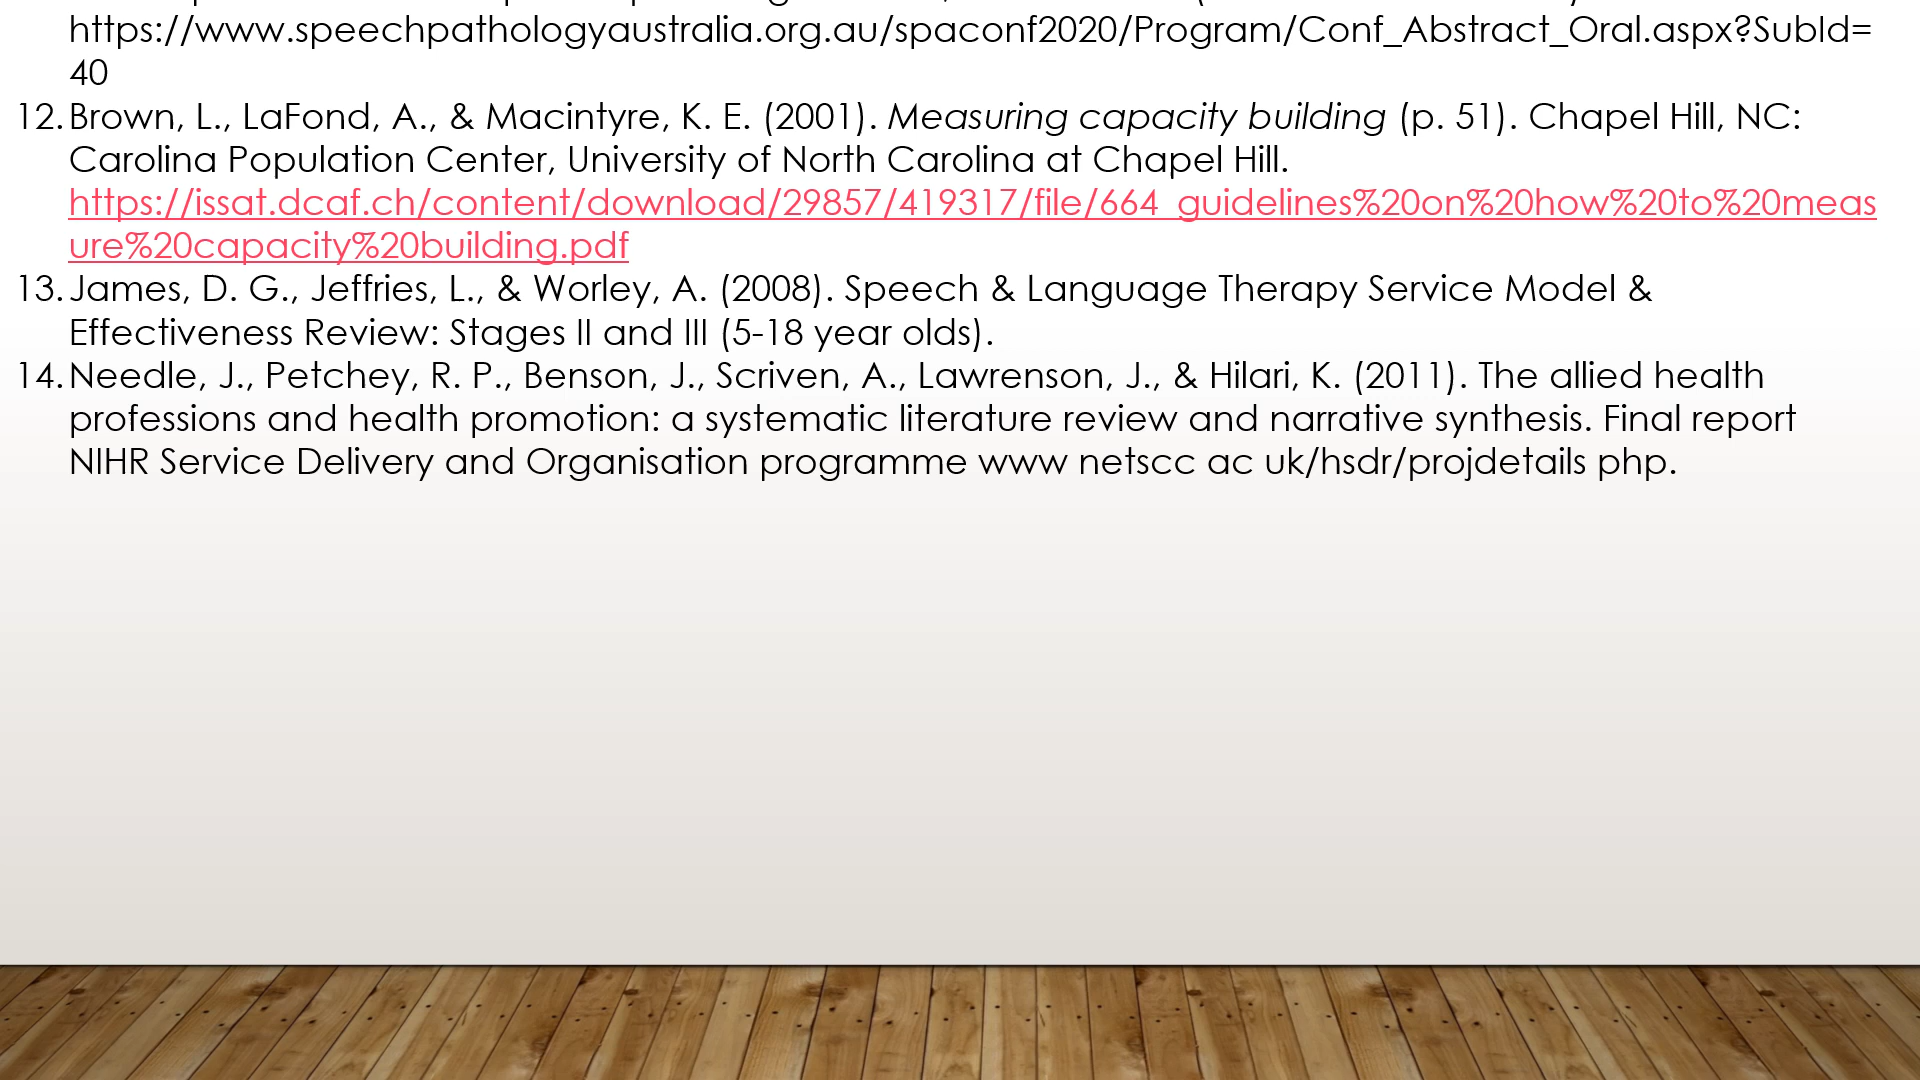 https://www.speechpathologyaustralia.org.au/spaconf2020/Program/Conf_Abstract_Oral.aspx?SubId=
40
12. Brown, L., LaFond, A., & Macintyre, K. E. (2001). Measuring capacity building (p. 51). Chapel Hill, NC:
Carolina Population Center, University of North Carolina at Chapel Hill.
https://issat.dcaf.ch/content/download/29857/419317/file/664_guidelines%20on%20how%20to%20meas
ure%20capacity%20building.pdf
13. James, D. G., Jeffries, L., & Worley, A. (2008). Speech & Language Therapy Service Model &
Effectiveness Review: Stages II and III (5-18 year olds).
14. Needle, J., Petchey, R. P., Benson, J., Scriven, A., Lawrenson, J., & Hilari, K. (2011). The allied health
professions and health promotion: a systematic literature review and narrative synthesis. Final report
NIHR Service Delivery and Organisation programme www netscc ac uk/hsdr/projdetails php.